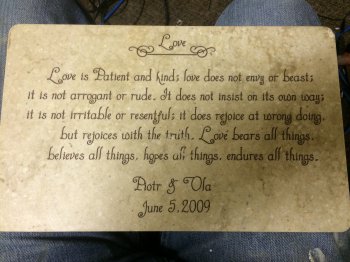 Love
Love is Patient and kind; love does not envy or beast;
it is not arrogant or rude. It does not insist on its own way;
it is not irritable or resentful; it does rejoice at wrong doing,
but rejoices with the truth. Love bears all things,
believes all things, hopes all things, endures all things.
Piotr & Ula
June 5,2009